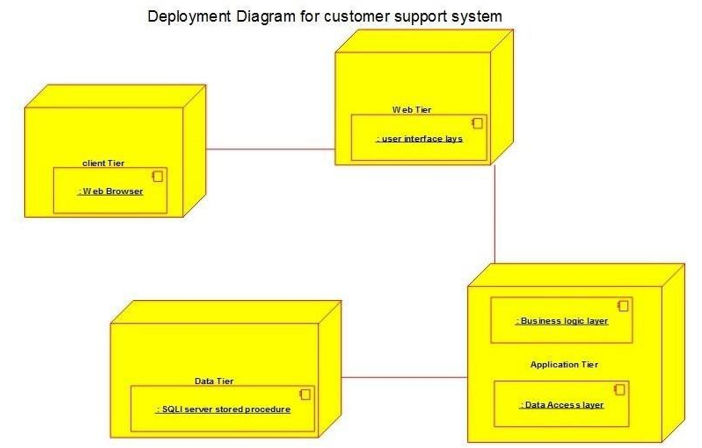 Deployment Diagram for customer support system
Web Tier
: user interface lays
client Tier
: Web Browser
: Business logic layer
Application Tier
: Data Access layer
Data Tier
: SQLI server stored procedure